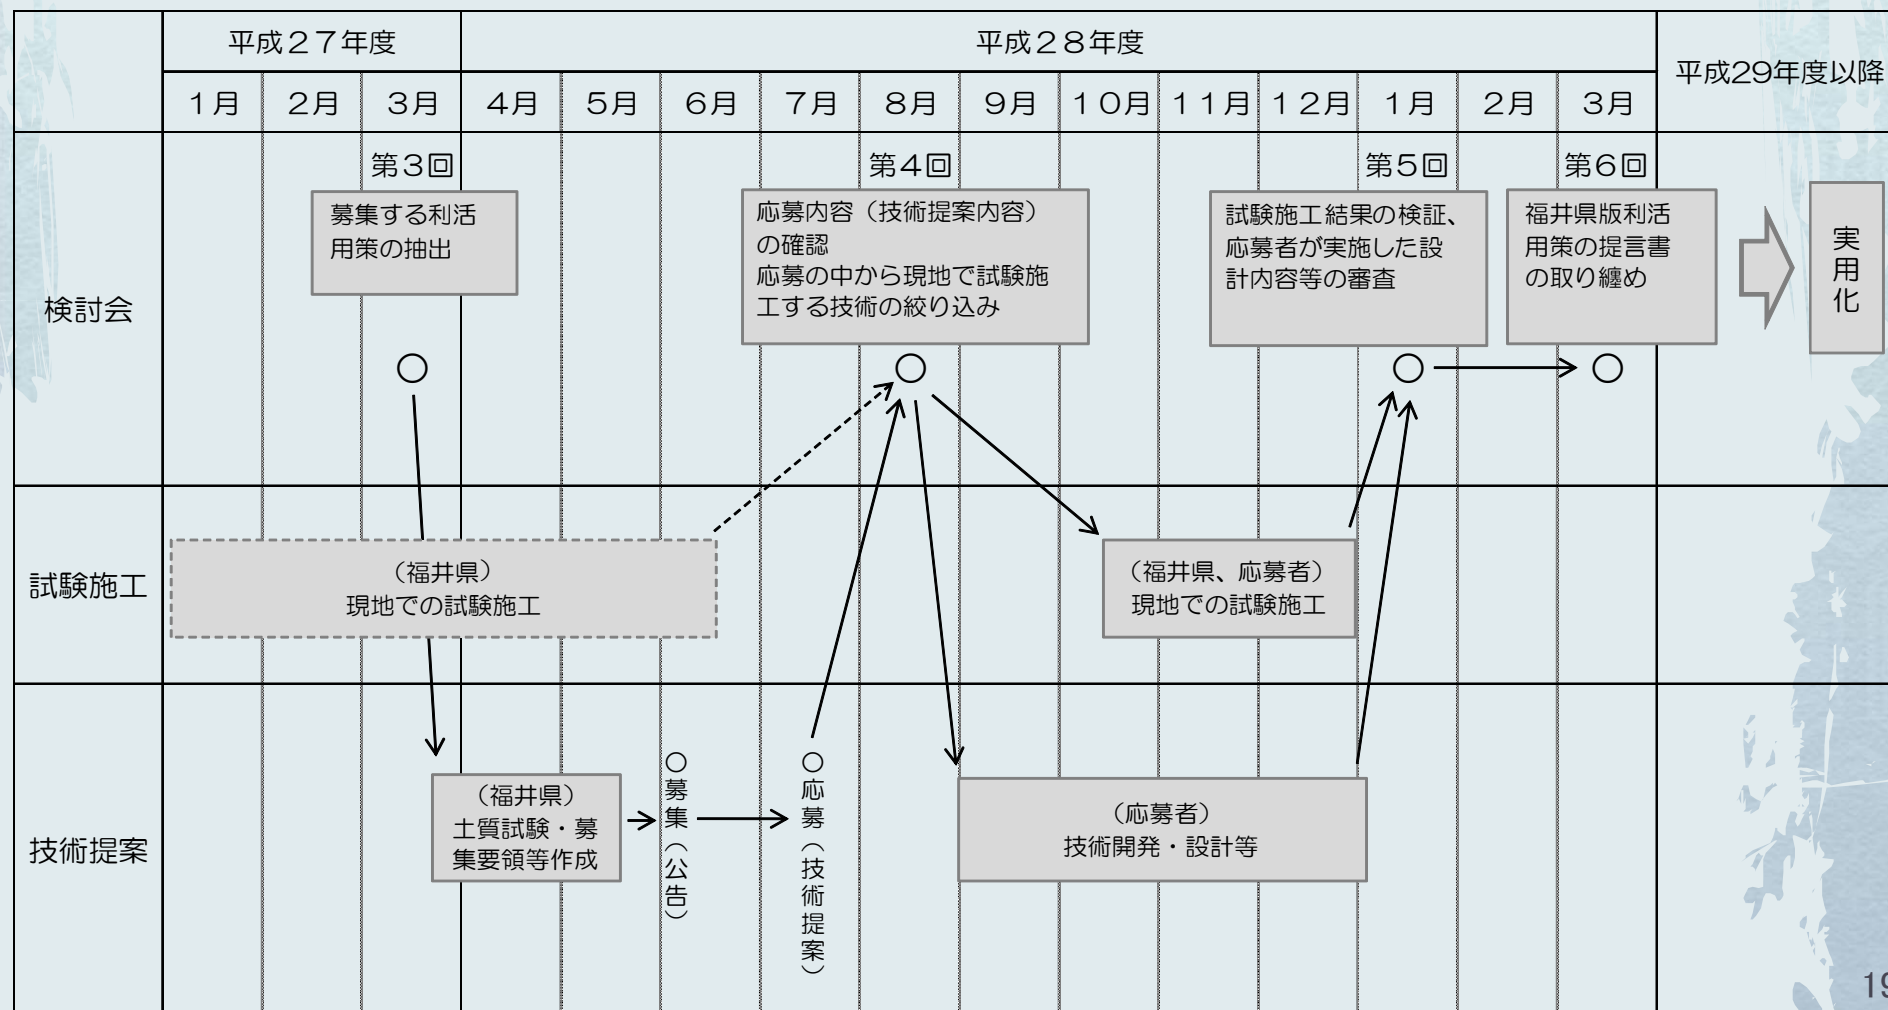 平成２７年度
平成２８年度
平成29年度以降
１月
２月
３月
４月
５月
６月
７月
８月
９月
１０月
１１月
１２月
１月
２月
３月
検討会
第３回
募集する利活
用策の抽出
○
第４回
応募内容（技術提案内容）
の確認
応募の中から現地で試験施
工する技術の絞り込み
○
第５回
試験施工結果の検証、
応募者が実施した設
計内容等の審査
○
第６回
福井県版利活
用策の提言書
の取り纏め
○
実用化
試験施工
（福井県）
現地での試験施工
（福井県、応募者）
現地での試験施工
技術提案
（福井県）
土質試験・募
集要領等作成
○募集（公告）
○応募（技術提案）
（応募者）
技術開発・設計等
19